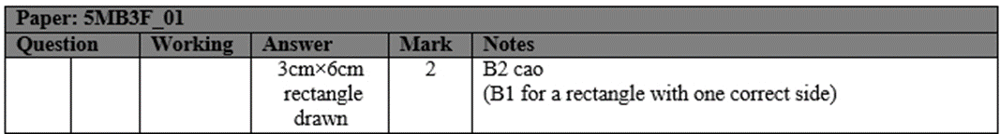 Paper: 5MB3F_01
Question Working Answer Mark Notes
3cm×6cm 2 B2 cao
rectangle (B1 for a rectangle with one correct side)
drawn